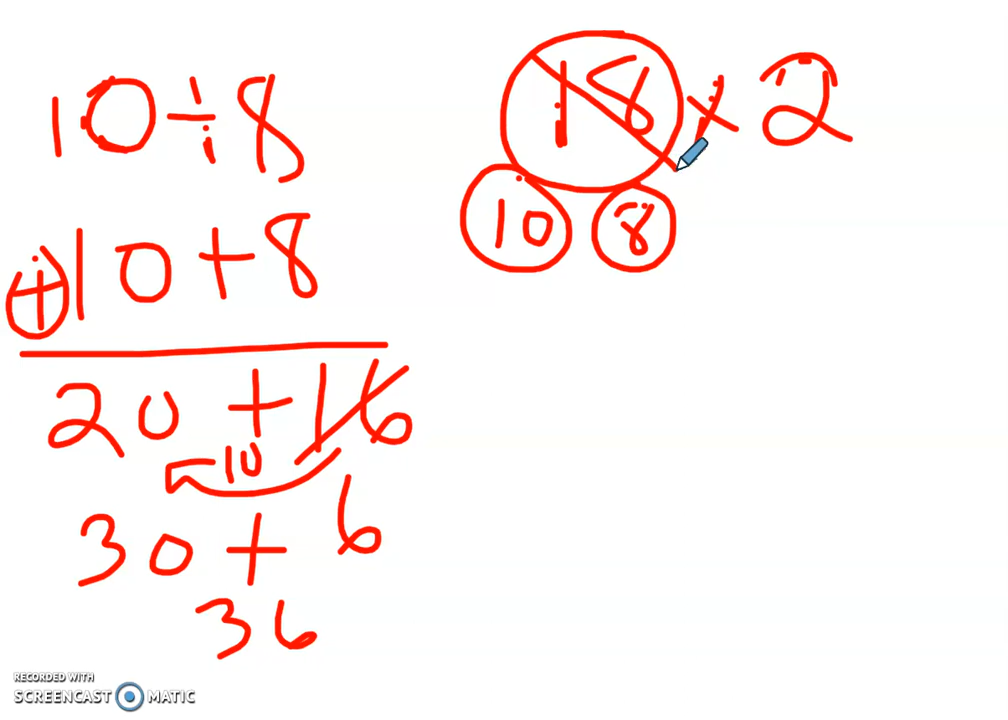 10 ÷ 8
10 + 8
20 + 16
10
30 + 6
36
18 × 2
10 8
RECORDED WITH
SCREENCAST MATIC